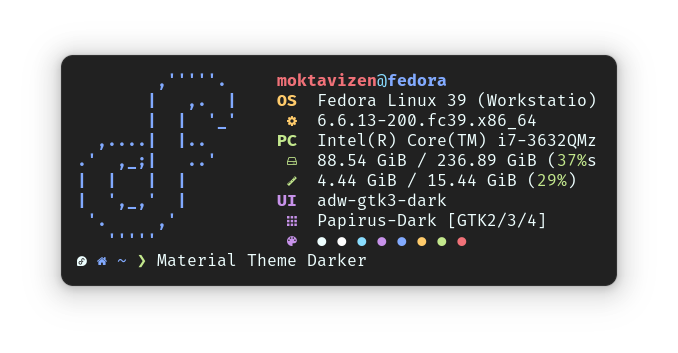 moktavizen@fedora
OS Fedora Linux 39 (Workstatio)
6.6.13-200.fc39.x86_64
PC Intel(R) Core(TM) i7-3632QMz
88.54 GiB / 236.89 GiB (37%s
4.44 GiB / 15.44 GiB (29%)
UI adw-gtk3-dark
Papirus-Dark [GTK2/3/4]
~ ❯ Material Theme Darker